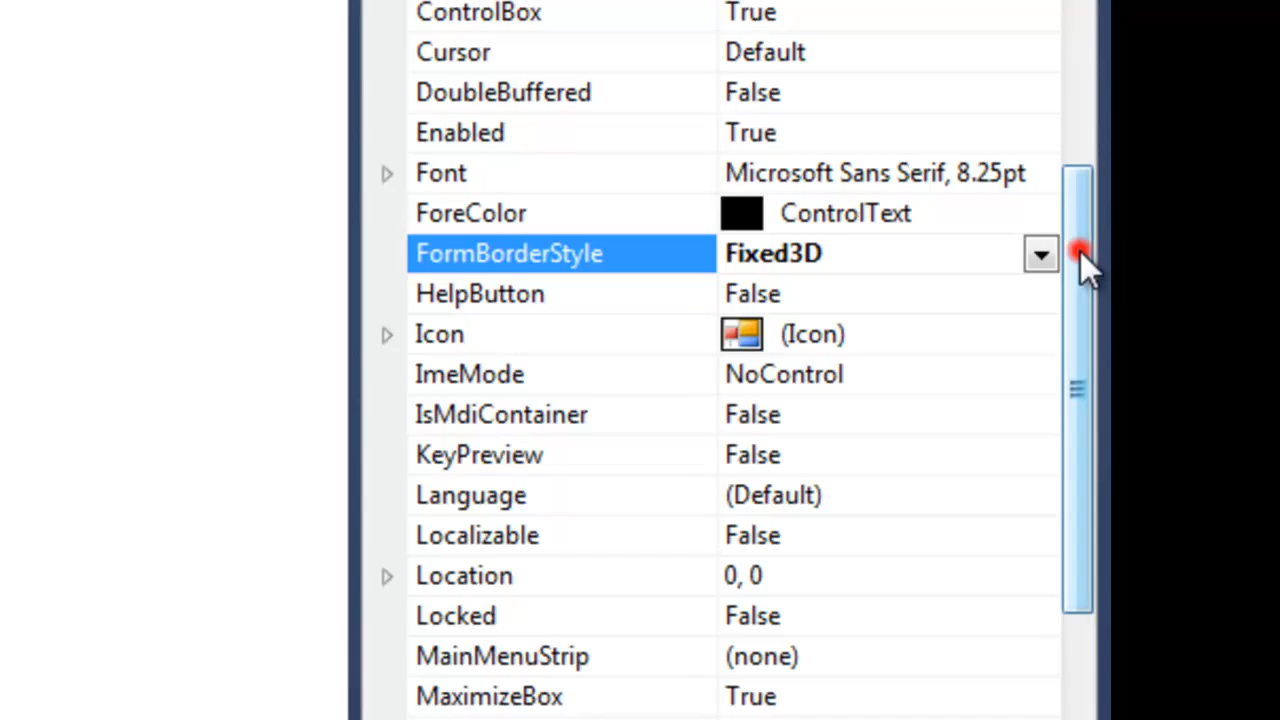 ControlBox True
Cursor Default
DoubleBuffered False
Enabled True
Font Microsoft Sans Serif, 8.25pt
ForeColor ControlText
FormBorderStyle Fixed3D
HelpButton False
Icon (Icon)
ImeMode NoControl
IsMdiContainer False
KeyPreview False
Language (Default)
Localizable False
Location 0, 0
Locked False
MainMenuStrip (none)
MaximizeBox True